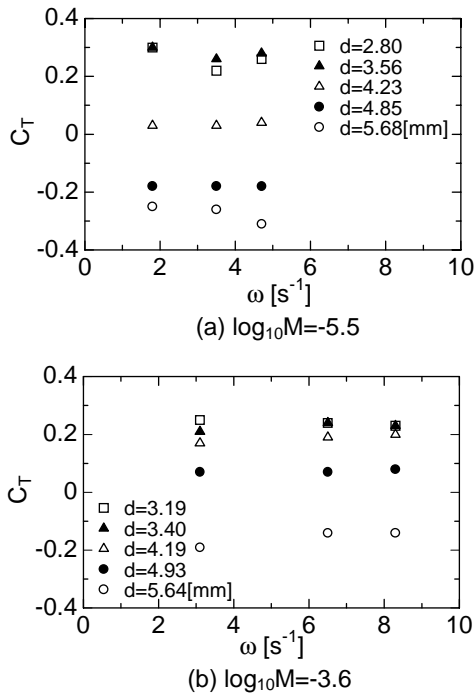 0.4
0.2
0
-0.2
-0.4
C_T
d=2.80
d=3.56
d=4.23
d=4.85
d=5.68[mm]
0 2 4 6 8 10
ω [s⁻¹]
(a) log₁₀M=-5.5
0.4
0.2
0
-0.2
-0.4
C_T
d=3.19
d=3.40
d=4.19
d=4.93
d=5.64[mm]
0 2 4 6 8 10
ω [s⁻¹]
(b) log₁₀M=-3.6